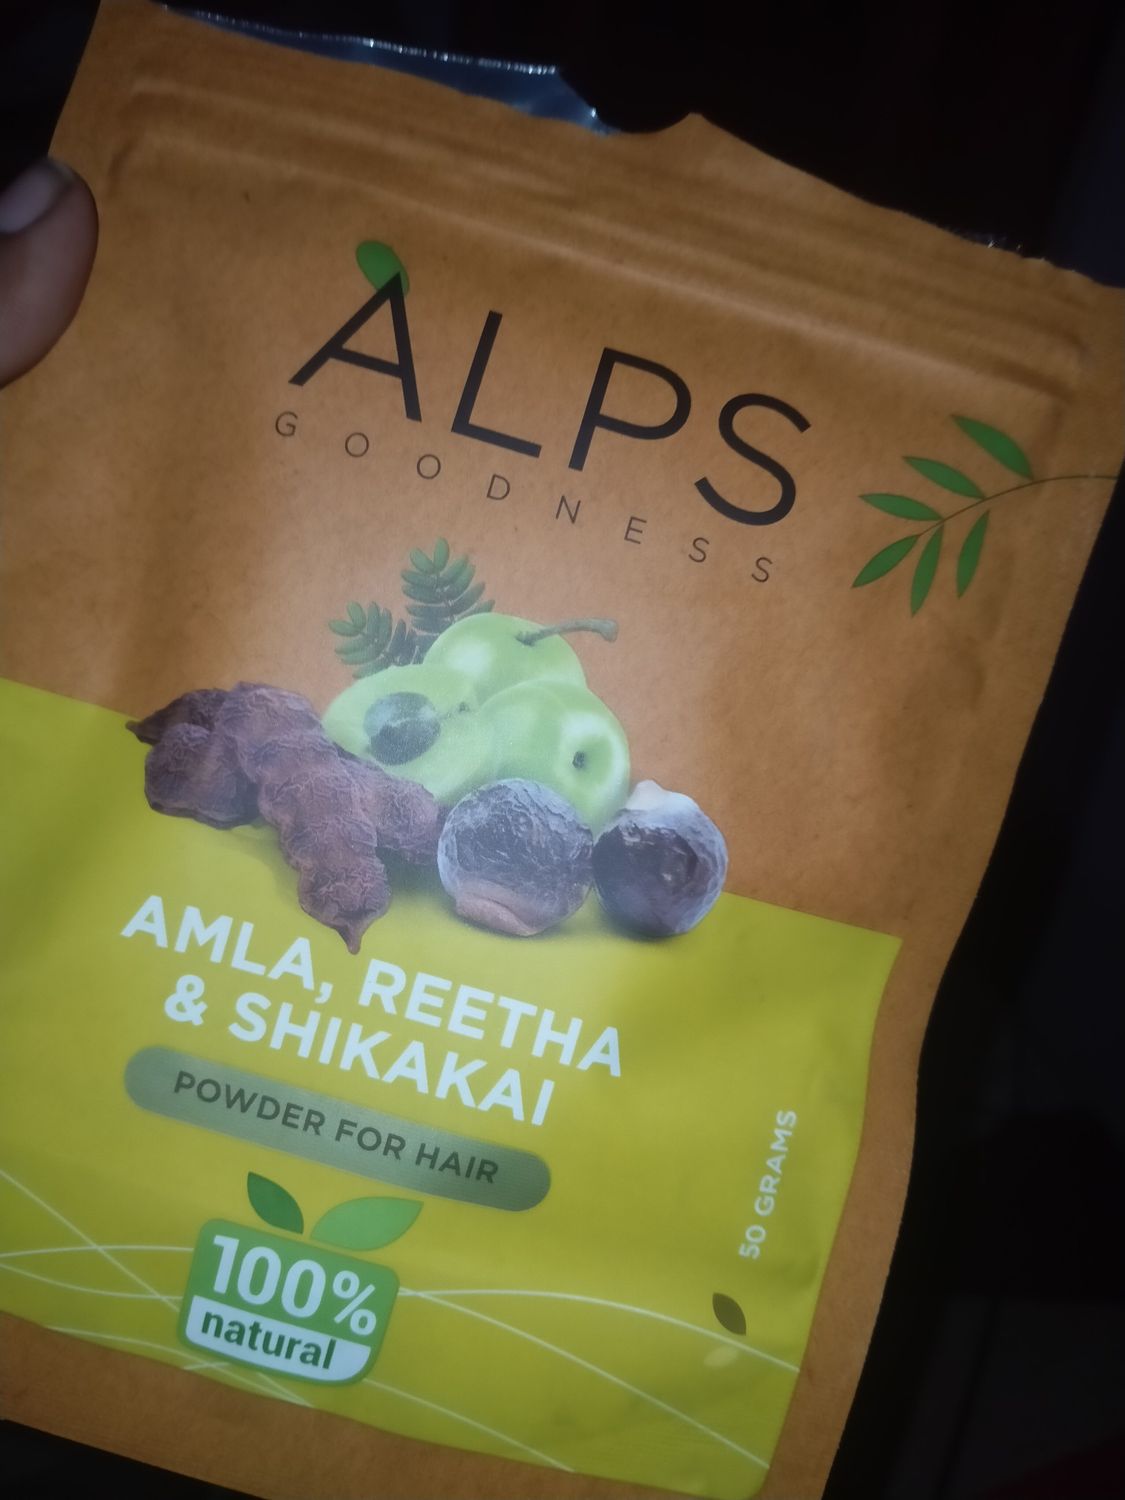 ALPS
GOODNESS
AMLA, REETHA
& SHIKAKAI
POWDER FOR HAIR
50 GRAMS
100%
natural